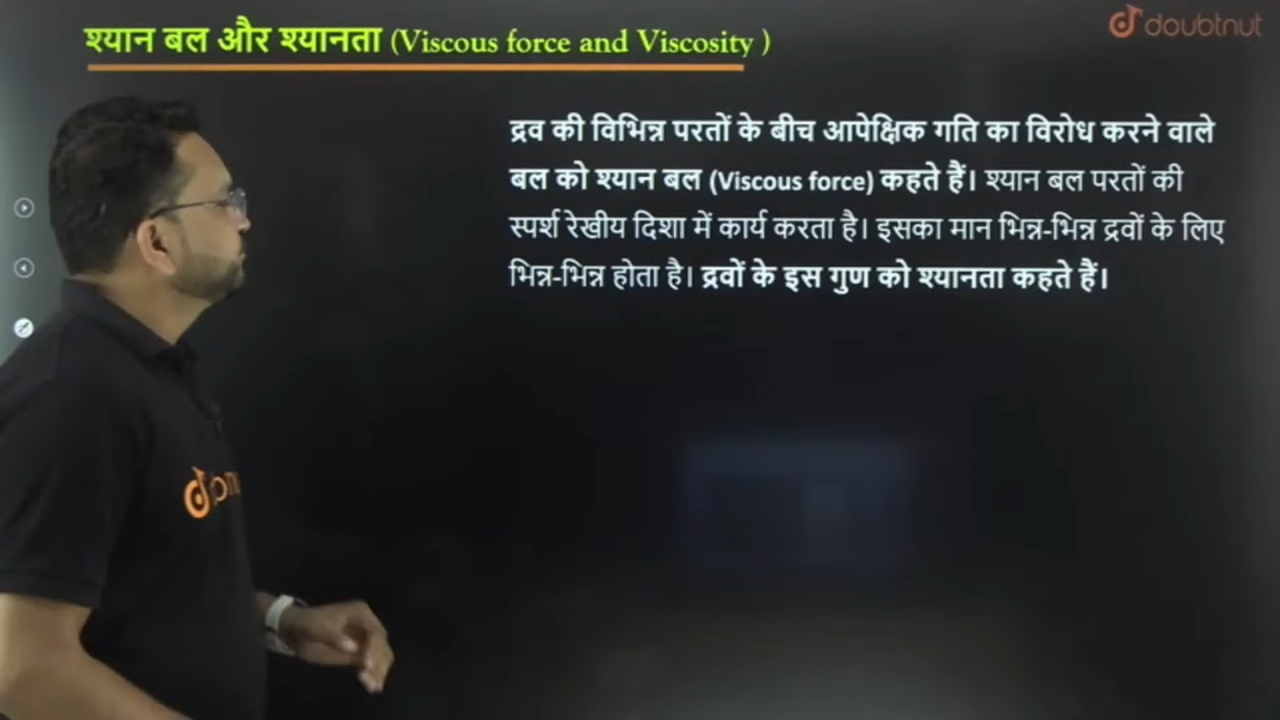 श्यान बल और श्यानता (Viscous force and Viscosity )
doubtnut
द्रव की विभिन्न परतों के बीच आपेक्षिक गति का विरोध करने वाले
बल को श्यान बल (Viscous force) कहते हैं। श्यान बल परतों की
स्पर्श रेखीय दिशा में कार्य करता है। इसका मान भिन्न-भिन्न द्रवों के लिए
भिन्न-भिन्न होता है। द्रवों के इस गुण को श्यानता कहते हैं।